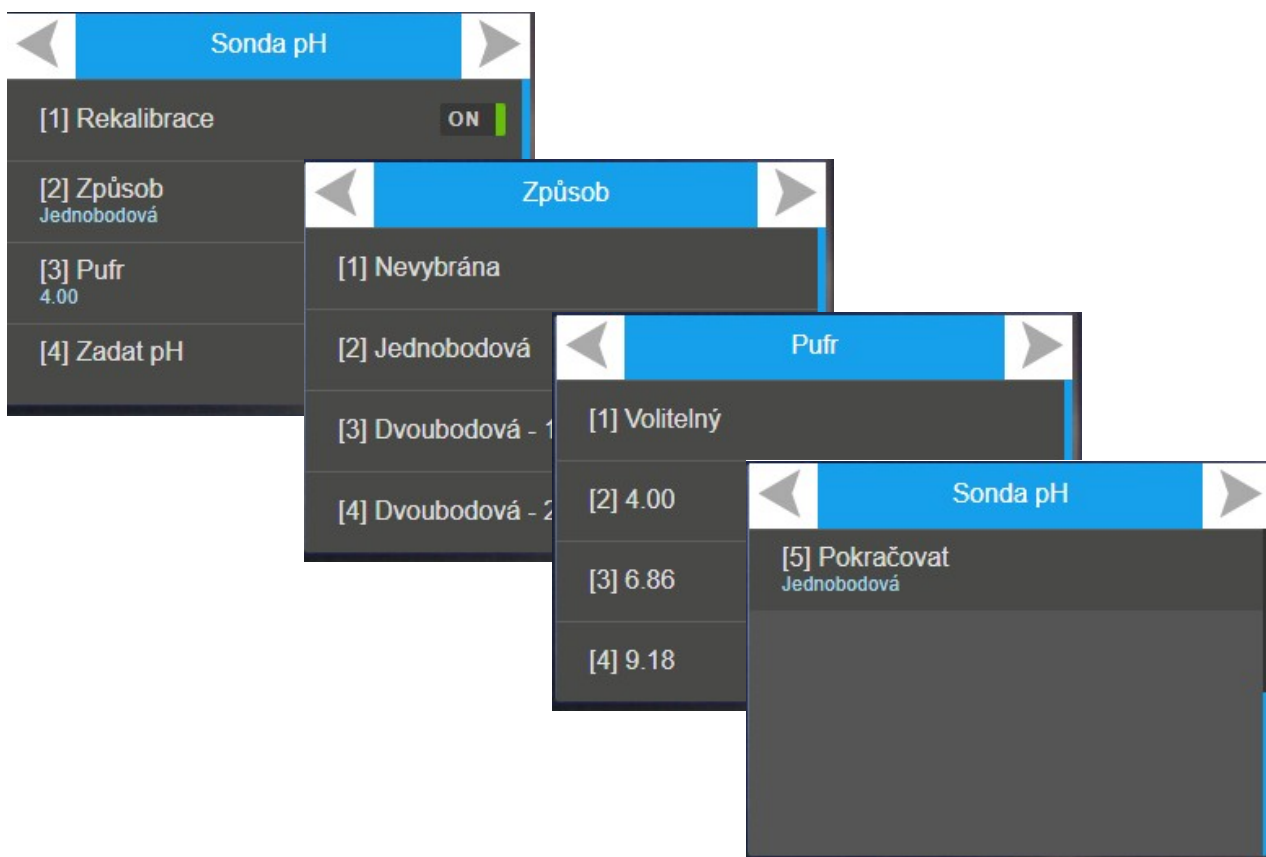 Sonda pH
[1] Rekalibrace
ON
[2] Způsob
Jednobodová
[3] Pufr
4.00
[4] Zadat pH
Způsob
[1] Nevybrána
[2] Jednobodová
[3] Dvoubodová - 1
[4] Dvoubodová - 2
Pufr
[1] Volitelný
[2] 4.00
[3] 6.86
[4] 9.18
Sonda pH
[5] Pokračovat
Jednobodová